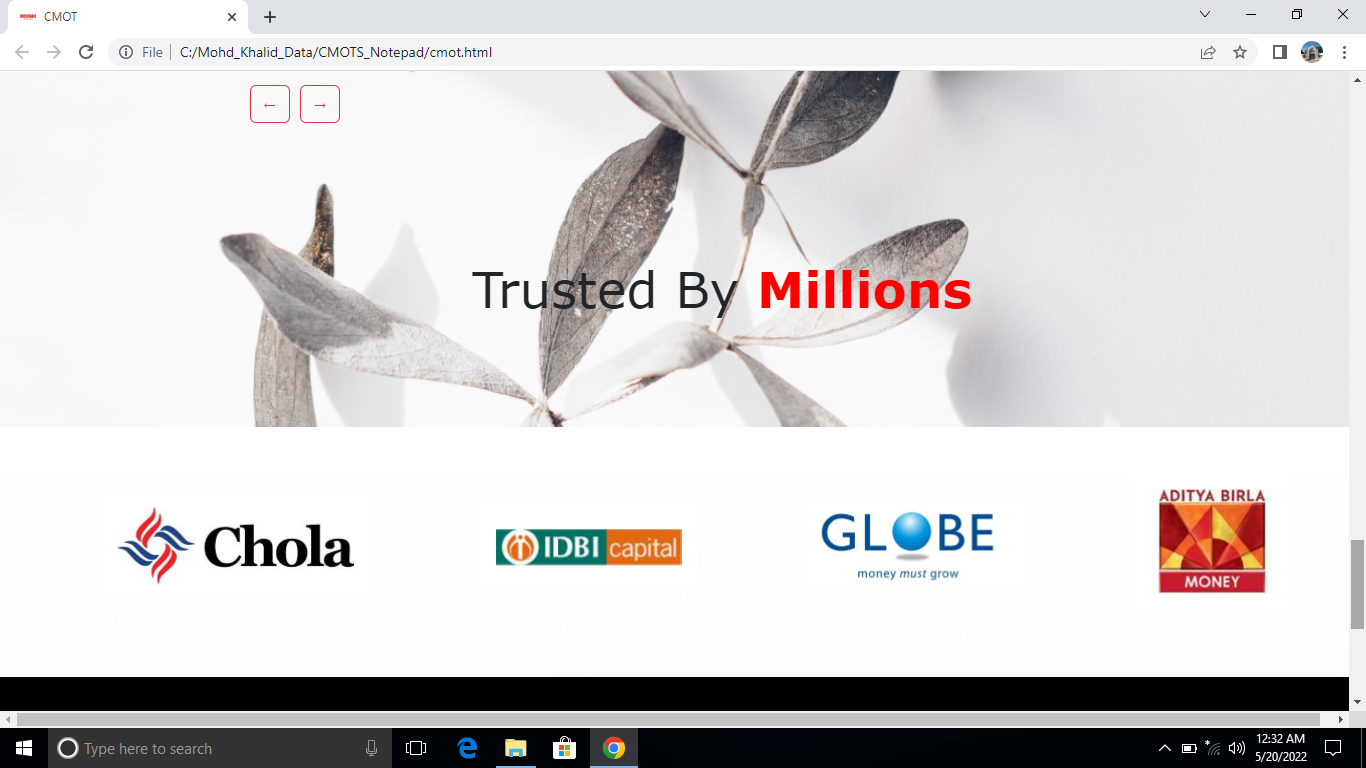 CMOT
File
C:/Mohd_Khalid_Data/CMOTS_Notepad/cmot.html
← →
Trusted By Millions
Chola
IDBI capital
GLOBE
money must grow
ADITYA BIRLA
MONEY
Type here to search
12:32 AM
5/20/2022